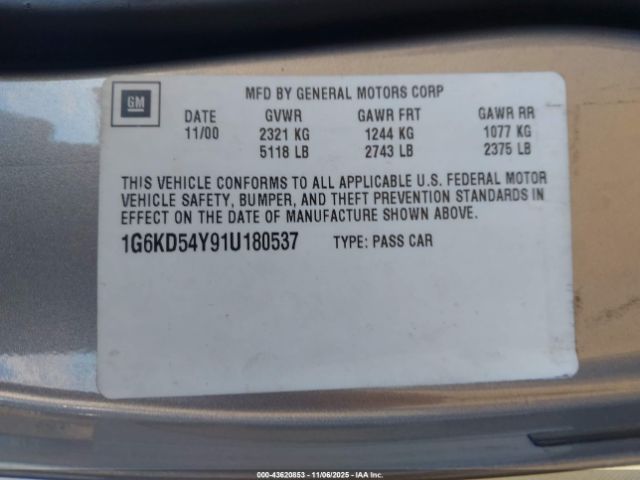 GM
MFD BY GENERAL MOTORS CORP
DATE GVWR GAWR FRT GAWR RR
11/00 2321 KG 1244 KG 1077 KG
5118 LB 2743 LB 2375 LB
THIS VEHICLE CONFORMS TO ALL APPLICABLE U.S. FEDERAL MOTOR
VEHICLE SAFETY, BUMPER, AND THEFT PREVENTION STANDARDS IN
EFFECT ON THE DATE OF MANUFACTURE SHOWN ABOVE.
1G6KD54Y91U180537 TYPE: PASS CAR
000-43620853 - 11/06/2025 - IAA Inc.